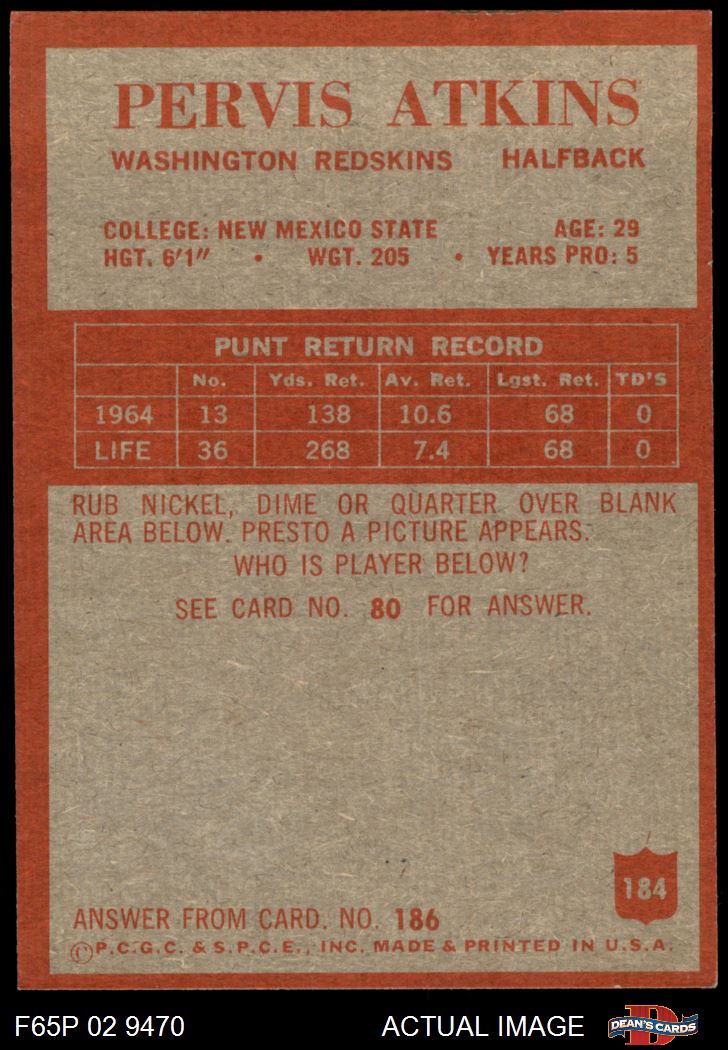 PERVIS ATKINS
WASHINGTON REDSKINS HALFBACK
COLLEGE: NEW MEXICO STATE AGE: 29
HGT. 6'1" • WGT. 205 • YEARS PRO: 5
PUNT RETURN RECORD
No. Yds. Ret. Av. Ret. Lgst. Ret. TD'S
1964 13 138 10.6 68 0
LIFE 36 268 7.4 68 0
RUB NICKEL, DIME OR QUARTER OVER BLANK
AREA BELOW. PRESTO A PICTURE APPEARS.
WHO IS PLAYER BELOW?
SEE CARD NO. 80 FOR ANSWER.
184
ANSWER FROM CARD. NO. 186
©P.C.G.C. & S.P.C.E., INC. MADE & PRINTED IN U.S.A.
F65P 02 9470 ACTUAL IMAGE D DEAN'S CARDS